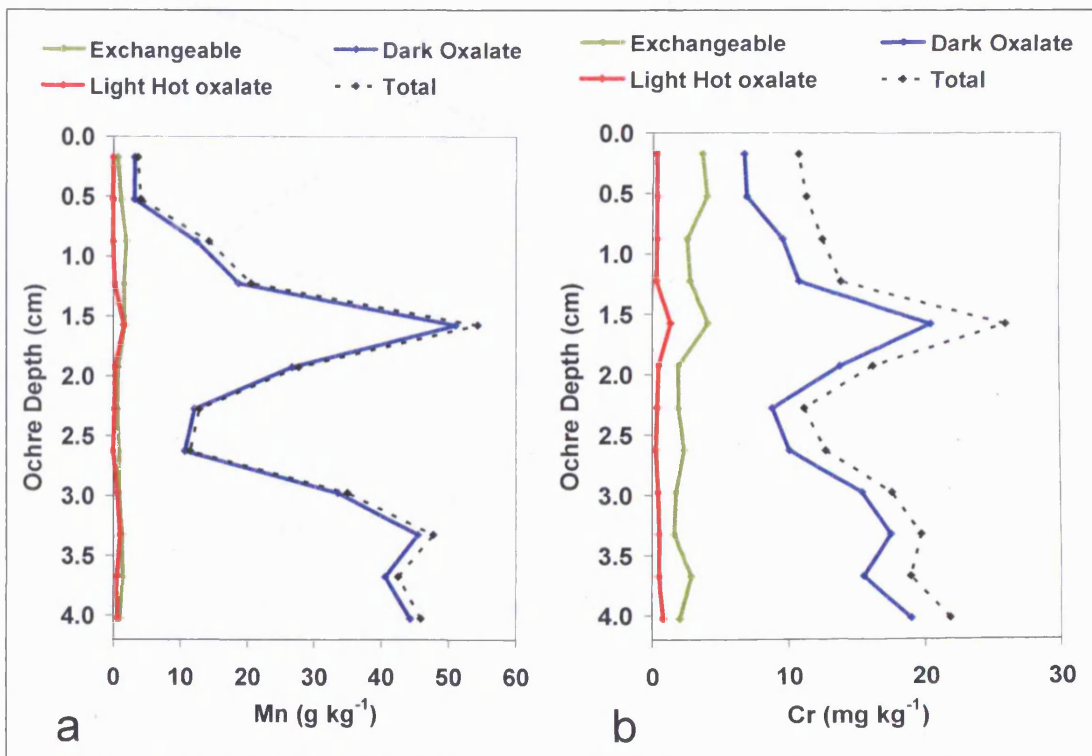 Exchangeable Dark Oxalate
Light Hot oxalate Total
0.0
0.5
1.0
1.5
2.0
2.5
3.0
3.5
4.0
Ochre Depth (cm)
0 10 20 30 40 50 60
Mn (g kg⁻¹)
a
Exchangeable Dark Oxalate
Light Hot oxalate Total
0.0
0.5
1.0
1.5
2.0
2.5
3.0
3.5
4.0
Ochre Depth (cm)
0 10 20 30
Cr (mg kg⁻¹)
b